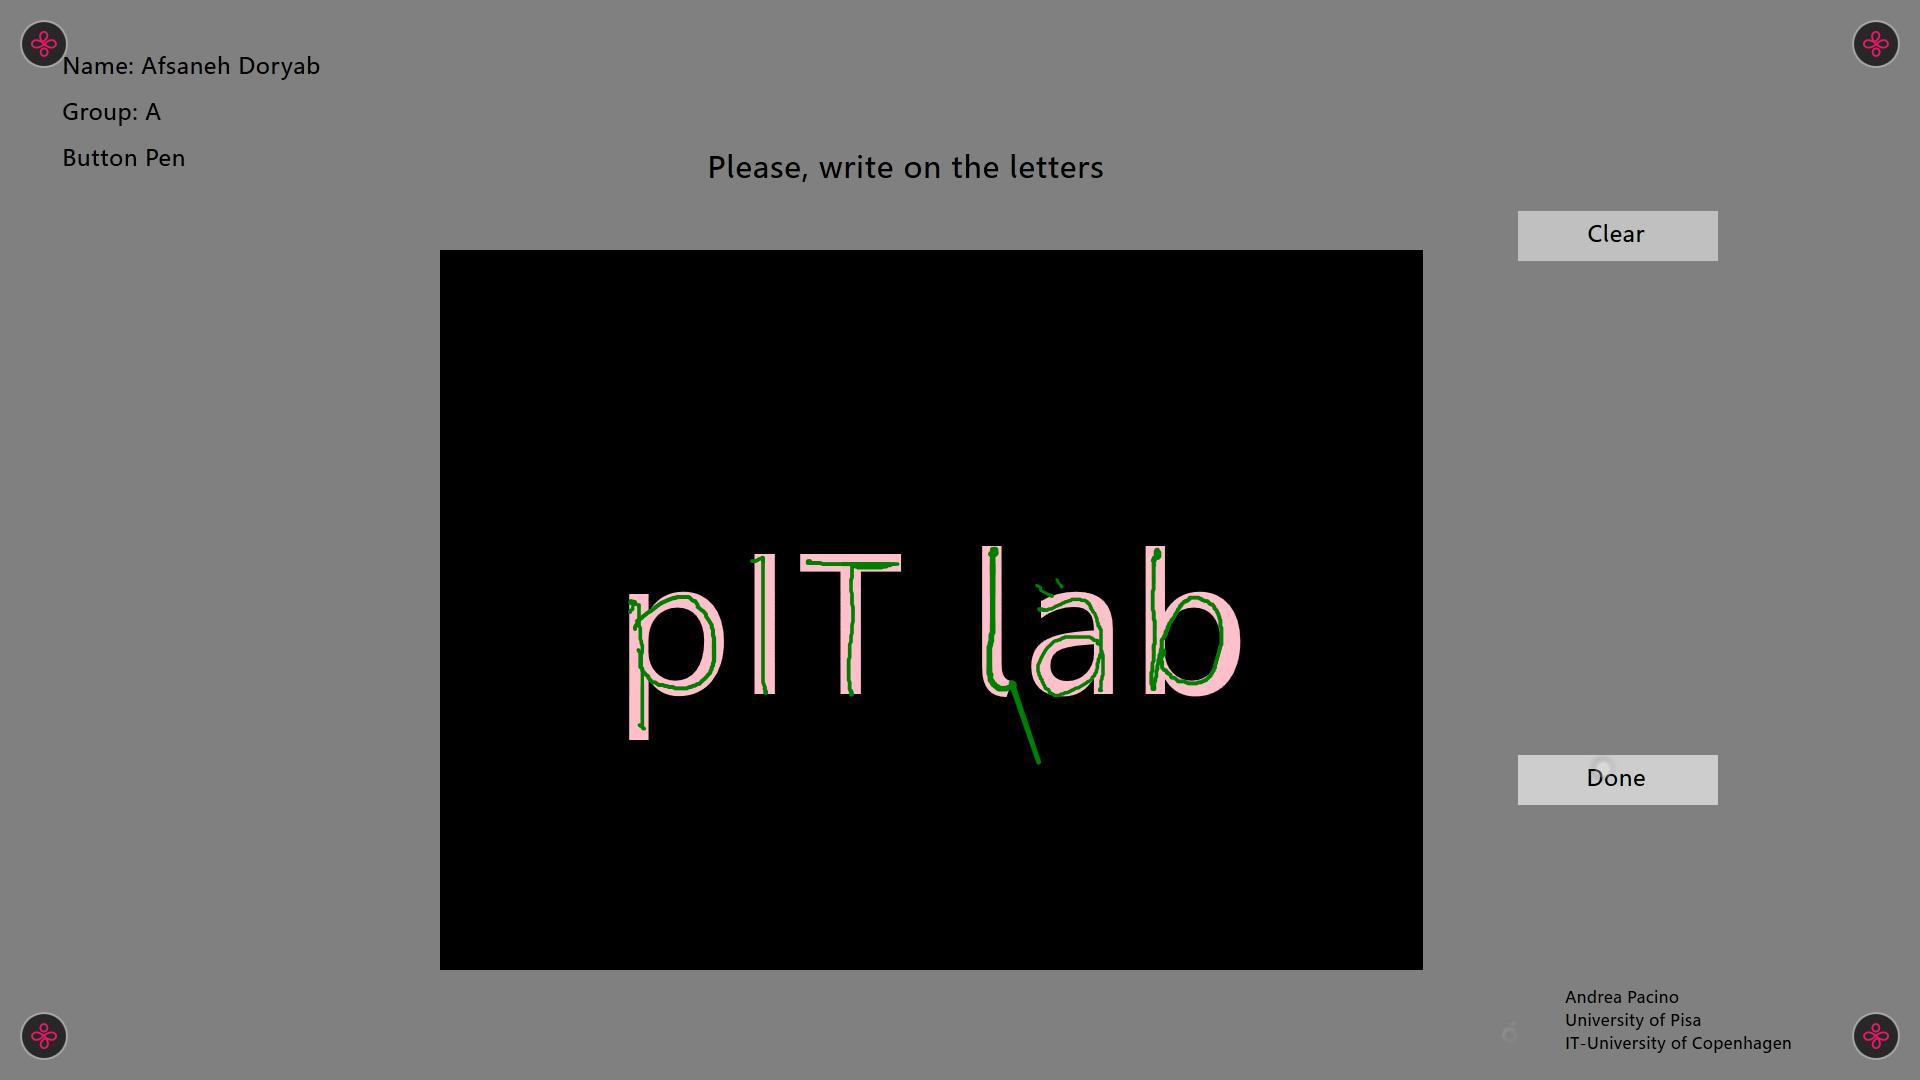 Name: Afsaneh Doryab
Group: A
Button Pen
Please, write on the letters
Clear
pIT lab
Done
Andrea Pacino
University of Pisa
IT-University of Copenhagen